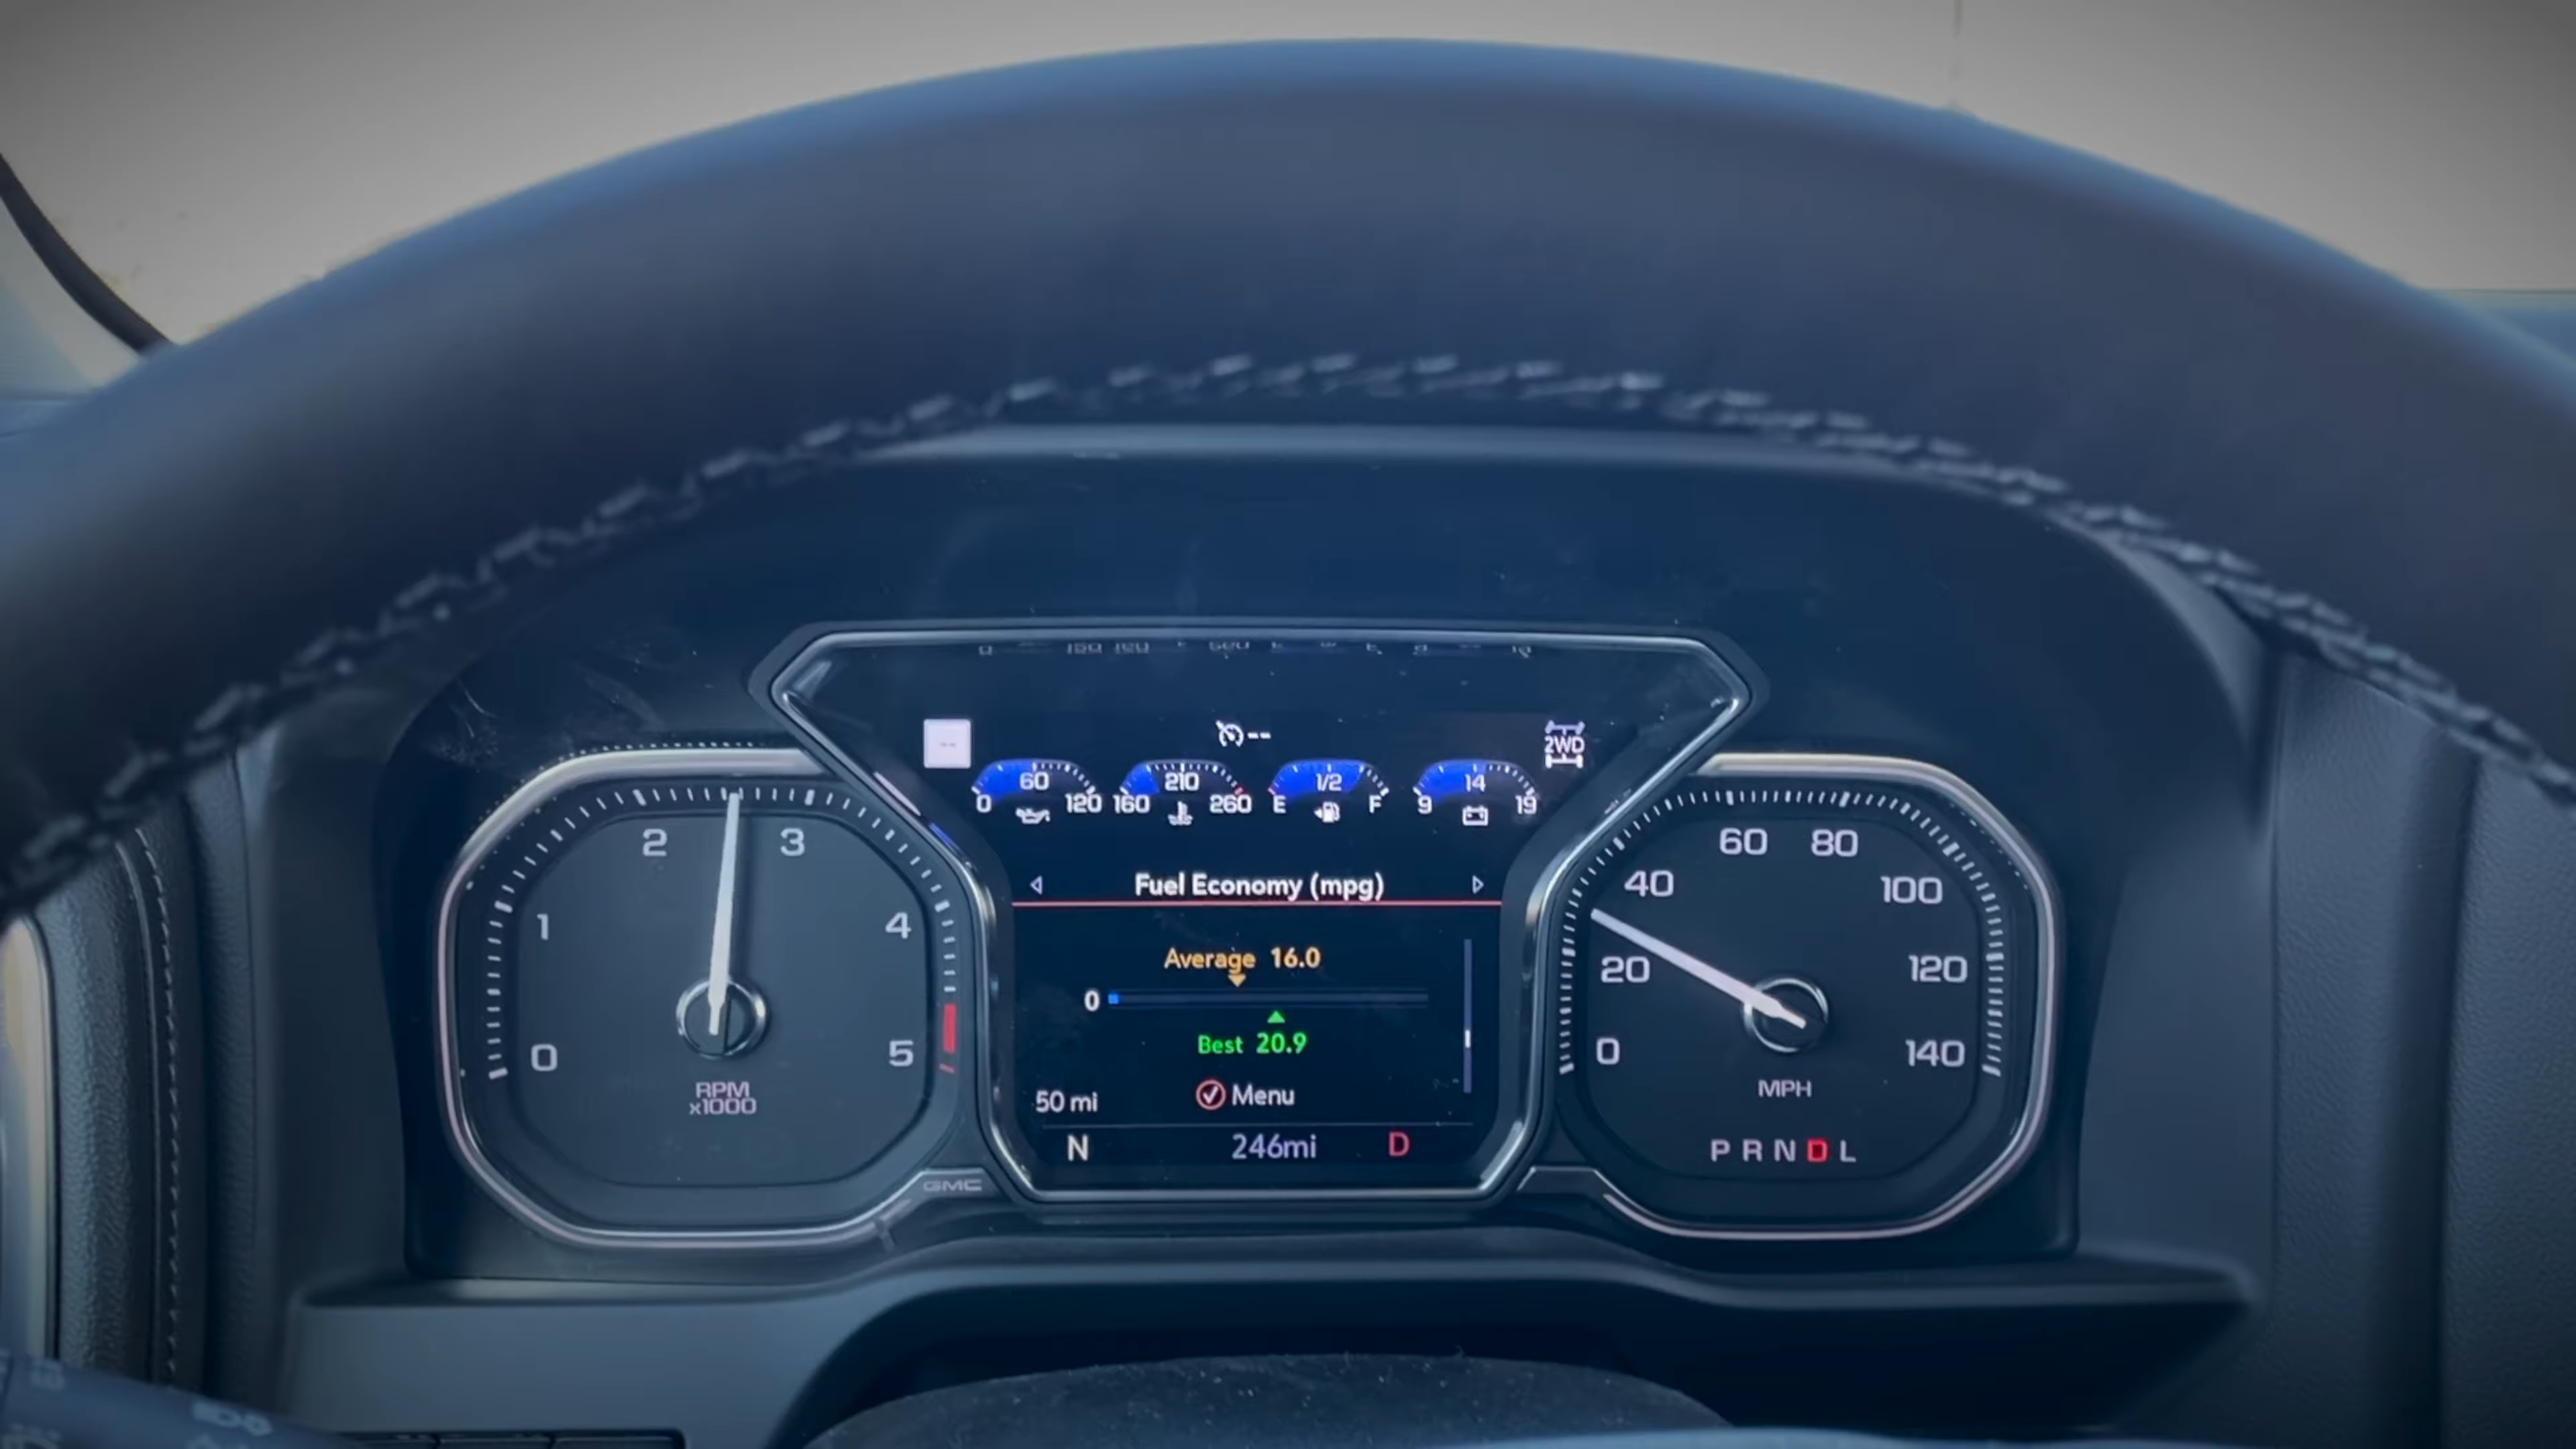 --
--
2WD
60
0 120
210
160 260
1/2
E F
14
9 19
0 1 2 3 4 5
RPM
x1000
Fuel Economy (mpg)
Average 16.0
0
Best 20.9
50 mi
Menu
N 246mi D
GMC
0 20 40 60 80 100 120 140
MPH
P R N D L